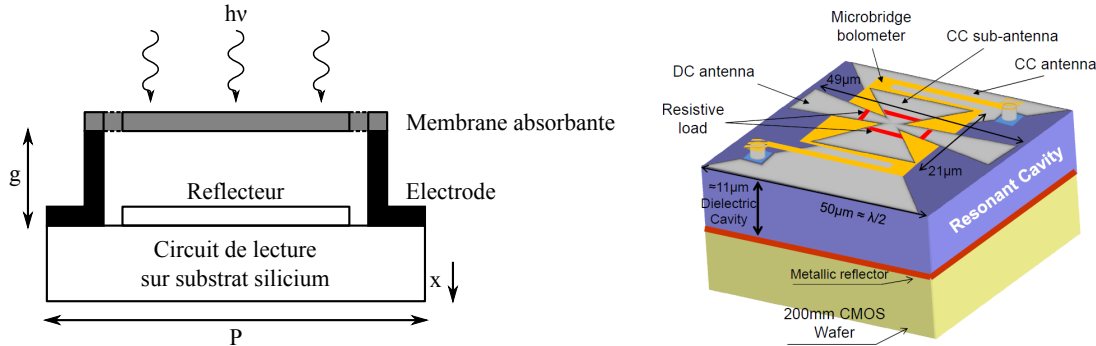 hν
Membrane absorbante
g
Reflecteur
Electrode
Circuit de lecture
sur substrat silicium
x
P
Microbridge
bolometer
CC sub-antenna
CC antenna
DC antenna
49µm
Resistive
load
21µm
≈11µm
Dielectric
Cavity
50µm ≈ λ/2
Resonant Cavity
Metallic reflector
200mm CMOS
Wafer